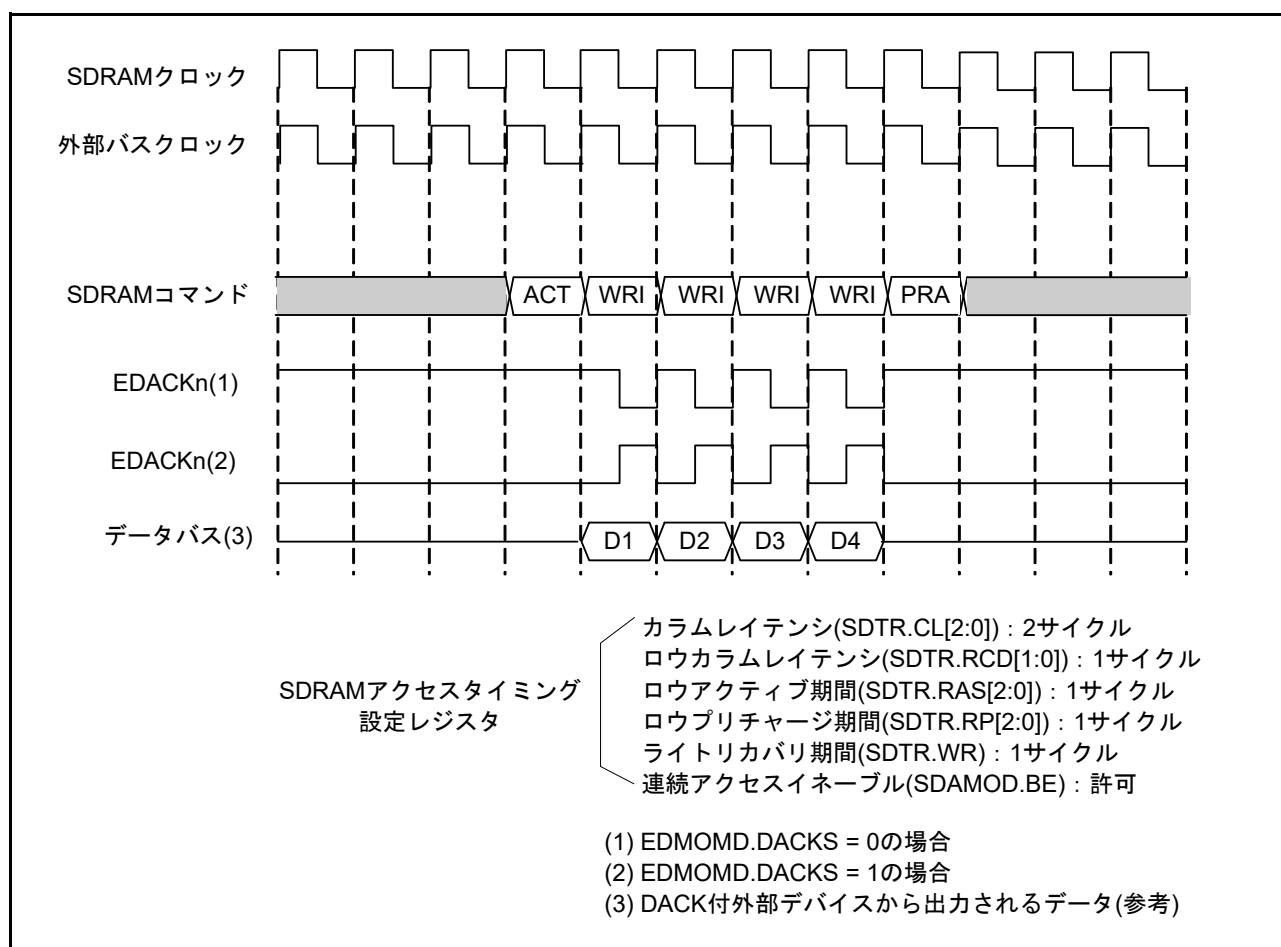 SDRAMクロック
外部バスクロック
SDRAMコマンド
ACT WRI WRI WRI WRI PRA
EDACKn(1)
EDACKn(2)
データバス(3)
D1 D2 D3 D4
SDRAMアクセスタイミング
設定レジスタ
カラムレイテンシ(SDTR.CL[2:0])：2サイクル
ロウカラムレイテンシ(SDTR.RCD[1:0])：1サイクル
ロウアクティブ期間(SDTR.RAS[2:0])：1サイクル
ロウプリチャージ期間(SDTR.RP[2:0])：1サイクル
ライトリカバリ期間(SDTR.WR)：1サイクル
連続アクセスイネーブル(SDAMOD.BE)：許可
(1) EDMOMD.DACKS = 0の場合
(2) EDMOMD.DACKS = 1の場合
(3) DACK付外部デバイスから出力されるデータ(参考)